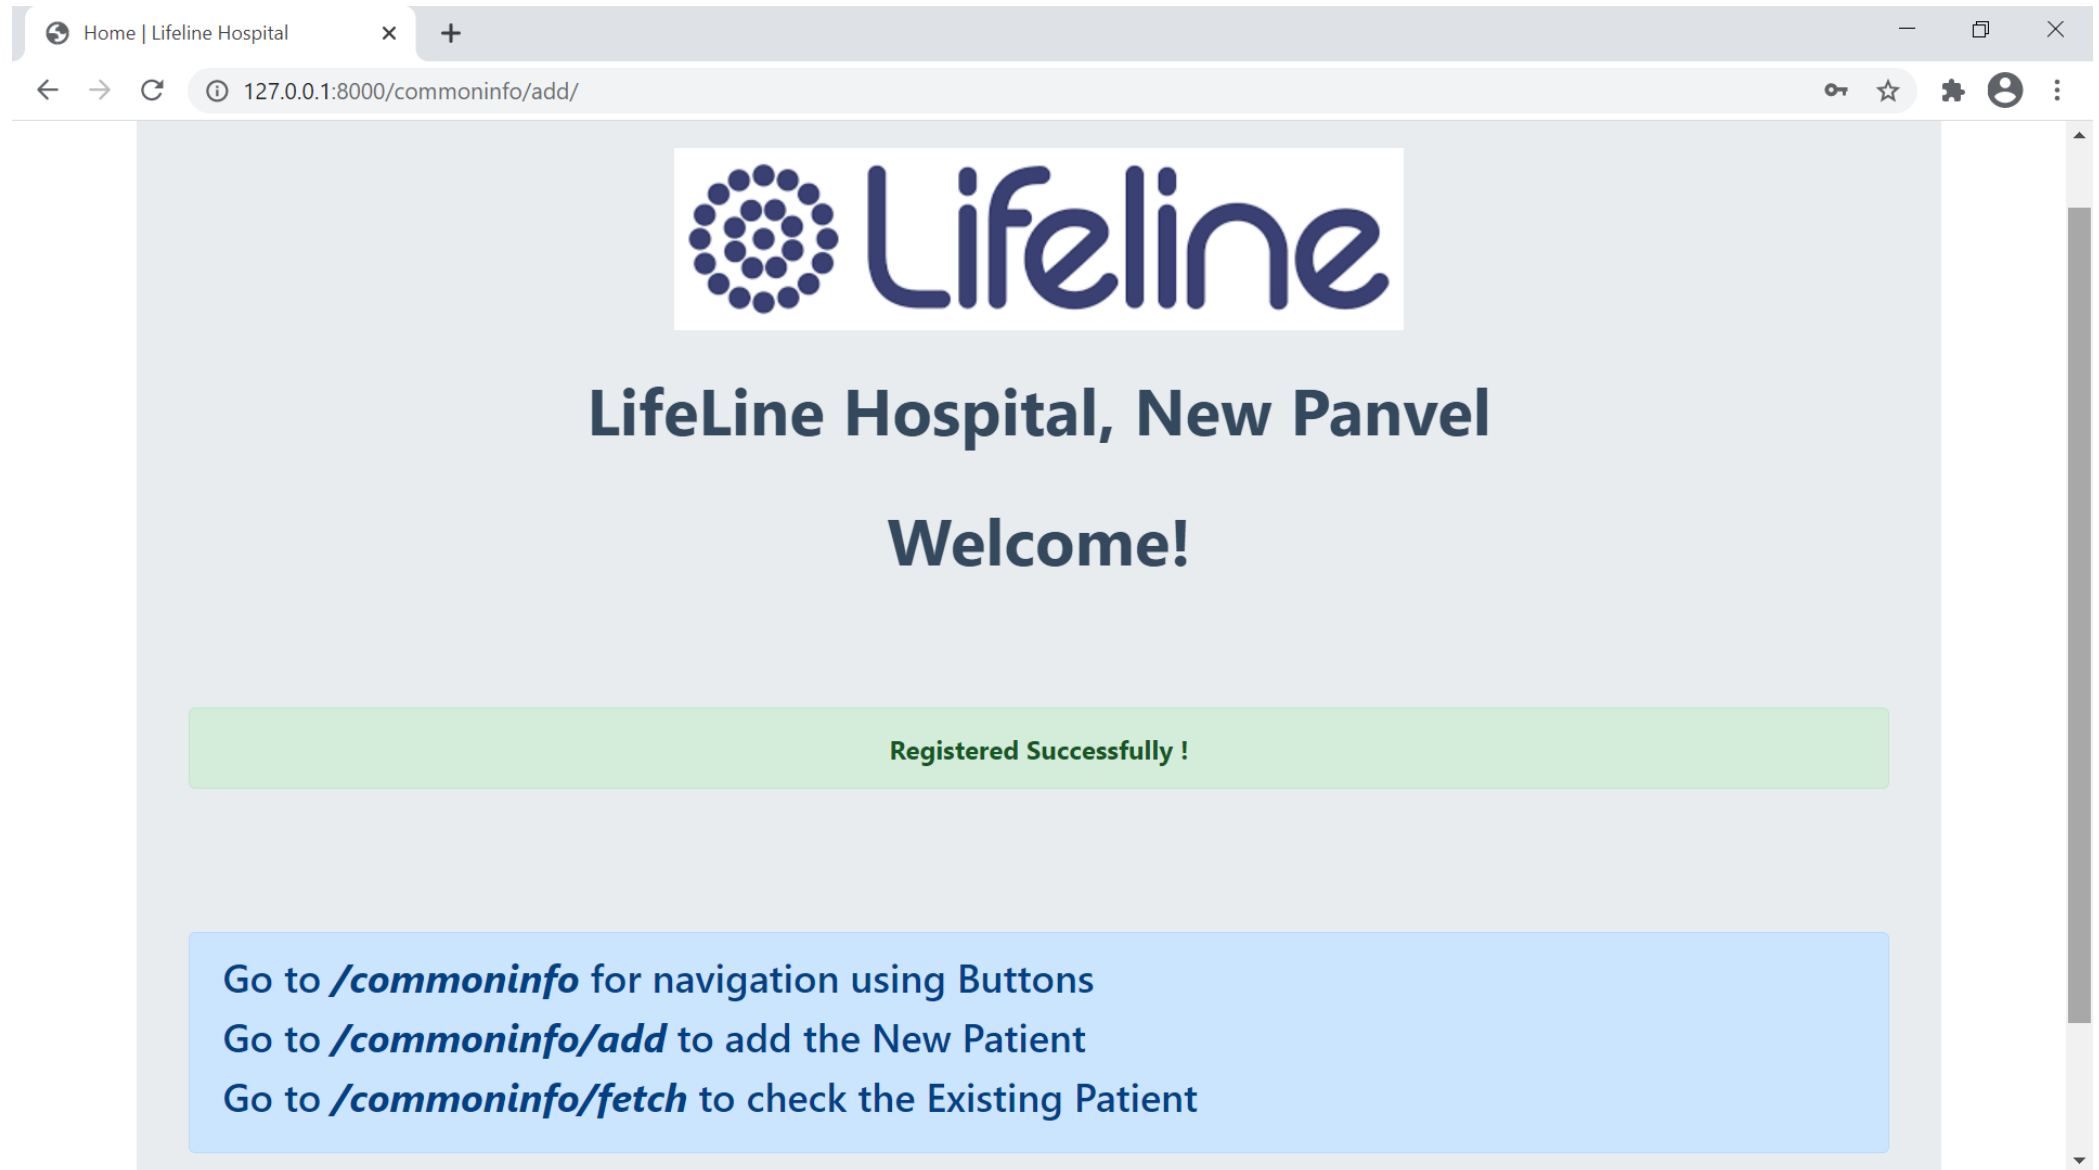 Home | Lifeline Hospital
127.0.0.1:8000/commoninfo/add/
Lifeline
LifeLine Hospital, New Panvel
Welcome!
Registered Successfully !
Go to /commoninfo for navigation using Buttons
Go to /commoninfo/add to add the New Patient
Go to /commoninfo/fetch to check the Existing Patient